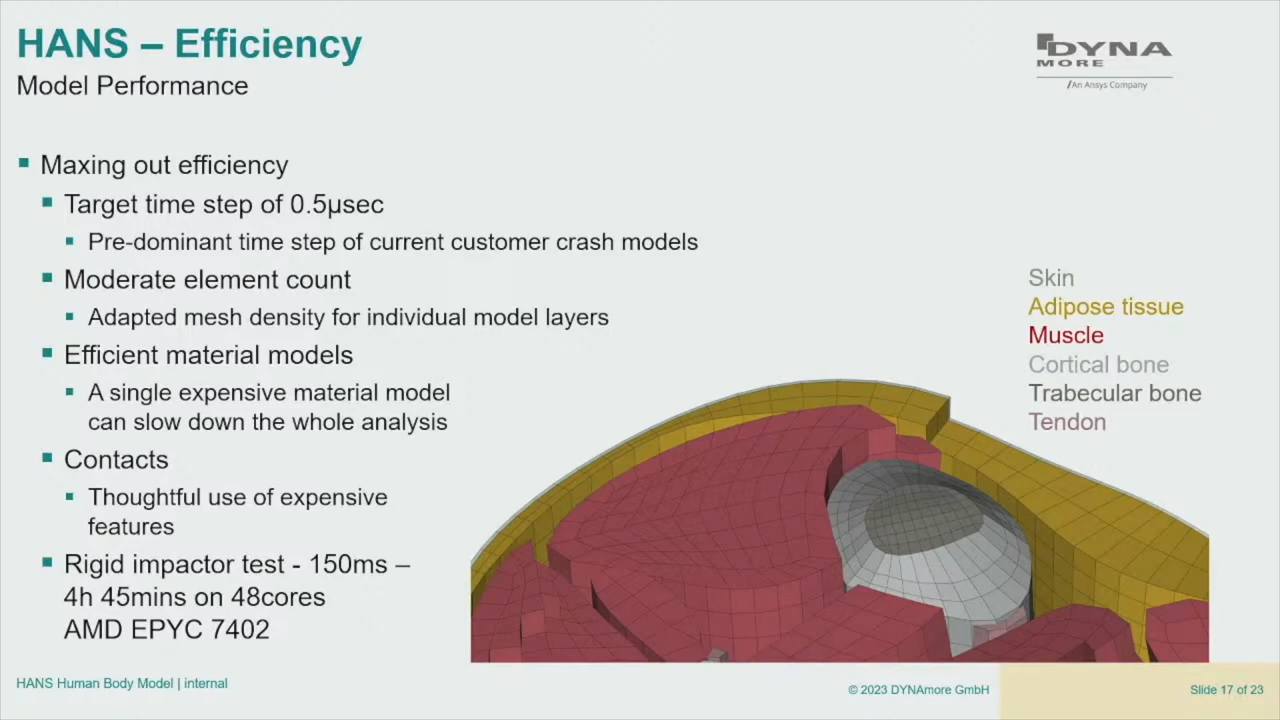 HANS – Efficiency
Model Performance
DYNA
MORE
/An Ansys Company
Maxing out efficiency
Target time step of 0.5µsec
Pre-dominant time step of current customer crash models
Moderate element count
Adapted mesh density for individual model layers
Efficient material models
A single expensive material model
can slow down the whole analysis
Contacts
Thoughtful use of expensive
features
Rigid impactor test - 150ms –
4h 45mins on 48cores
AMD EPYC 7402
Skin
Adipose tissue
Muscle
Cortical bone
Trabecular bone
Tendon
HANS Human Body Model | internal
© 2023 DYNAmore GmbH
Slide 17 of 23